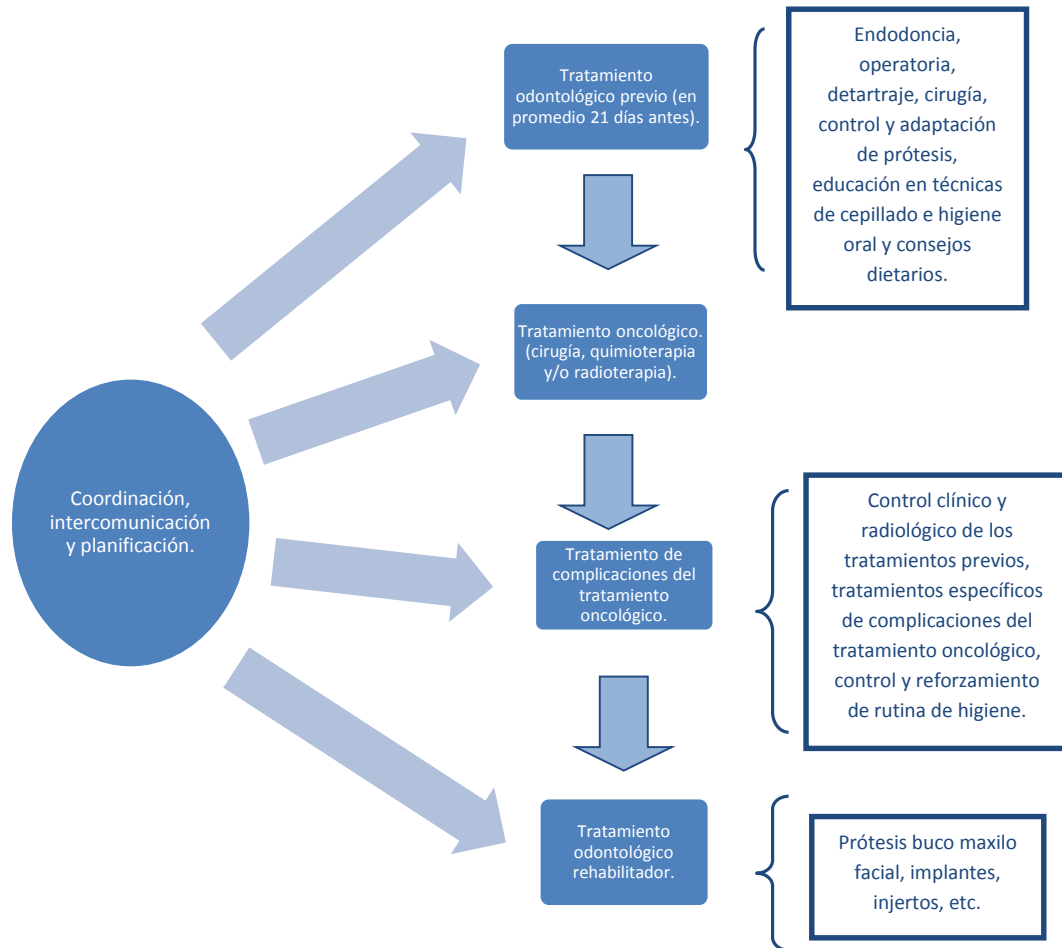 Tratamiento
odontológico previo (en
promedio 21 días antes).
Endodoncia,
operatoria,
detartraje, cirugía,
control y adaptación
de prótesis,
educación en técnicas
de cepillado e higiene
oral y consejos
dietarios.
Tratamiento oncológico.
(cirugía, quimioterapia
y/o radioterapia).
Coordinación,
intercomunicación
y planificación.
Tratamiento de
complicaciones del
tratamiento
oncológico.
Control clínico y
radiológico de los
tratamientos previos,
tratamientos específicos
de complicaciones del
tratamiento oncológico,
control y reforzamiento
de rutina de higiene.
Tratamiento
odontológico
rehabilitador.
Prótesis buco maxilo
facial, implantes,
injertos, etc.